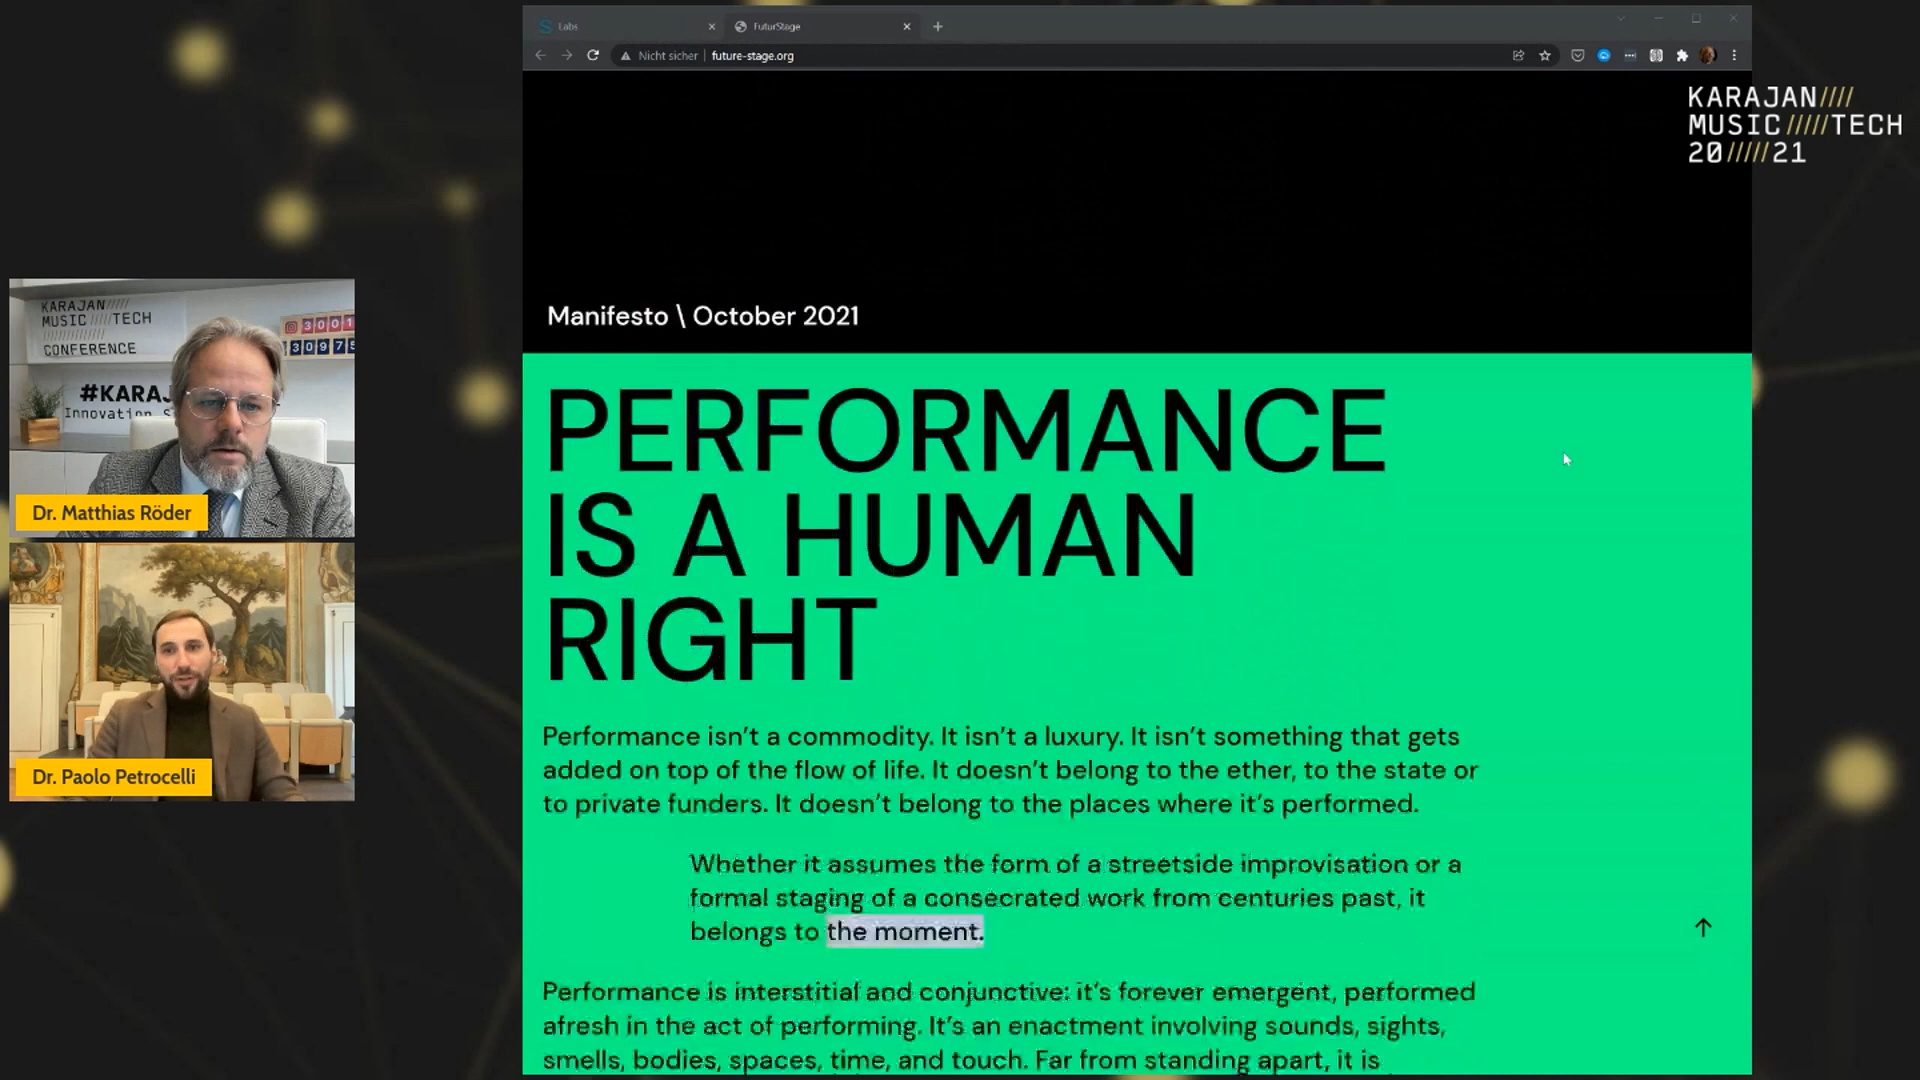 Labs
FuturStage
Nicht sicher
future-stage.org
KARAJAN////
MUSIC/////TECH
20/////21
Manifesto \ October 2021
PERFORMANCE
IS A HUMAN
RIGHT
Performance isn't a commodity. It isn't a luxury. It isn't something that gets
added on top of the flow of life. It doesn't belong to the ether, to the state or
to private funders. It doesn't belong to the places where it's performed.
Whether it assumes the form of a streetside improvisation or a
formal staging of a consecrated work from centuries past, it
belongs to the moment.
Performance is interstitial and conjunctive: it's forever emergent, performed
afresh in the act of performing. It's an enactment involving sounds, sights,
smells, bodies, spaces, time, and touch. Far from standing apart, it is
KARAJAN/////
MUSIC/////TECH
CONFERENCE
3001
30975
#KARAJ
Innovation S
Dr. Matthias Röder
Dr. Paolo Petrocelli